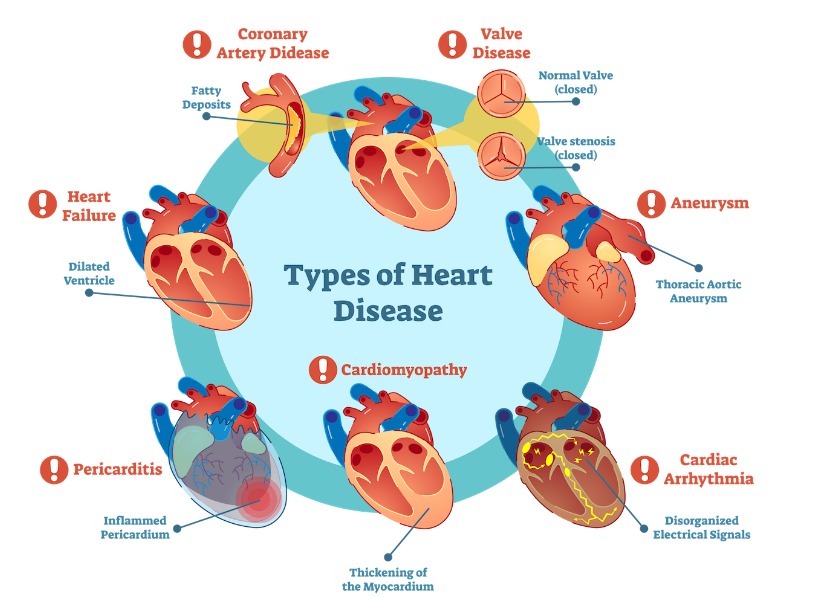 Coronary
Artery Didease
Fatty
Deposits
Valve
Disease
Normal Valve
(closed)
Valve stenosis
(closed)
Heart
Failure
Dilated
Ventricle
Aneurysm
Thoracic Aortic
Aneurysm
Types of Heart
Disease
Cardiomyopathy
Thickening of
the Myocardium
Pericarditis
Inflammed
Pericardium
Cardiac
Arrhythmia
Disorganized
Electrical Signals